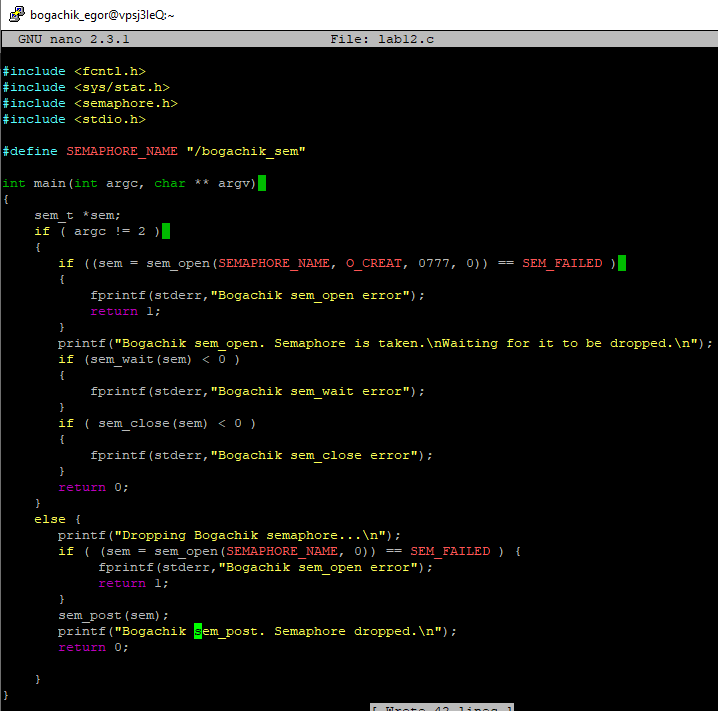 bogachik_egor@vpsj3leQ:~
GNU nano 2.3.1 File: lab12.c
#include <fcntl.h>
#include <sys/stat.h>
#include <semaphore.h>
#include <stdio.h>
#define SEMAPHORE_NAME "/bogachik_sem"
int main(int argc, char ** argv)
{
sem_t *sem;
if ( argc != 2 )
{
if ((sem = sem_open(SEMAPHORE_NAME, O_CREAT, 0777, 0)) == SEM_FAILED )
{
fprintf(stderr,"Bogachik sem_open error");
return 1;
}
printf("Bogachik sem_open. Semaphore is taken.\nWaiting for it to be dropped.\n");
if (sem_wait(sem) < 0 )
{
fprintf(stderr,"Bogachik sem_wait error");
}
if ( sem_close(sem) < 0 )
{
fprintf(stderr,"Bogachik sem_close error");
}
return 0;
}
else {
printf("Dropping Bogachik semaphore...\n");
if ( (sem = sem_open(SEMAPHORE_NAME, 0)) == SEM_FAILED ) {
fprintf(stderr,"Bogachik sem_open error");
return 1;
}
sem_post(sem);
printf("Bogachik sem_post. Semaphore dropped.\n");
return 0;
}
}
[ Wrote 42 lines ]